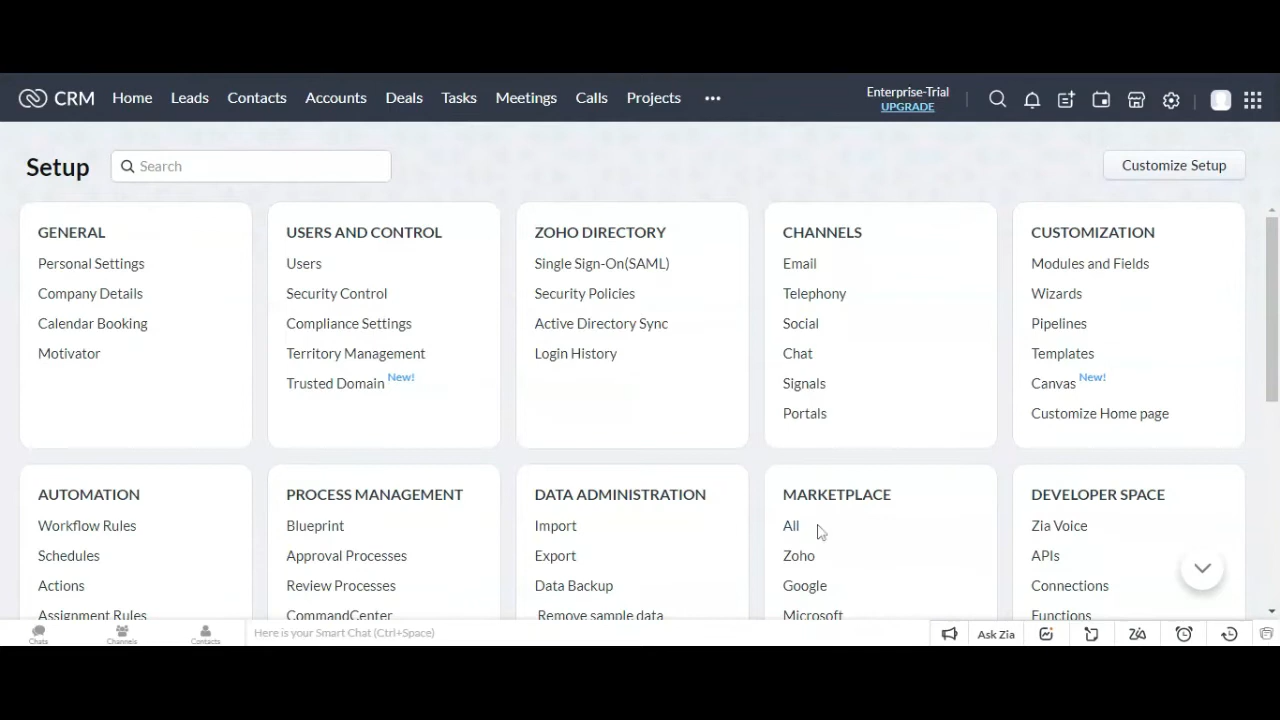 CRM Home Leads Contacts Accounts Deals Tasks Meetings Calls Projects ••• Enterprise-Trial
UPGRADE
Setup Search Customize Setup
GENERAL
Personal Settings
Company Details
Calendar Booking
Motivator
USERS AND CONTROL
Users
Security Control
Compliance Settings
Territory Management
Trusted Domain New!
ZOHO DIRECTORY
Single Sign-On(SAML)
Security Policies
Active Directory Sync
Login History
CHANNELS
Email
Telephony
Social
Chat
Signals
Portals
CUSTOMIZATION
Modules and Fields
Wizards
Pipelines
Templates
Canvas New!
Customize Home page
AUTOMATION
Workflow Rules
Schedules
Actions
Assignment Rules
PROCESS MANAGEMENT
Blueprint
Approval Processes
Review Processes
CommandCenter
DATA ADMINISTRATION
Import
Export
Data Backup
Remove sample data
MARKETPLACE
All
Zoho
Google
Microsoft
DEVELOPER SPACE
Zia Voice
APIs
Connections
Functions
Chats Channels Contacts Here is your Smart Chat (Ctrl+Space) Ask Zia